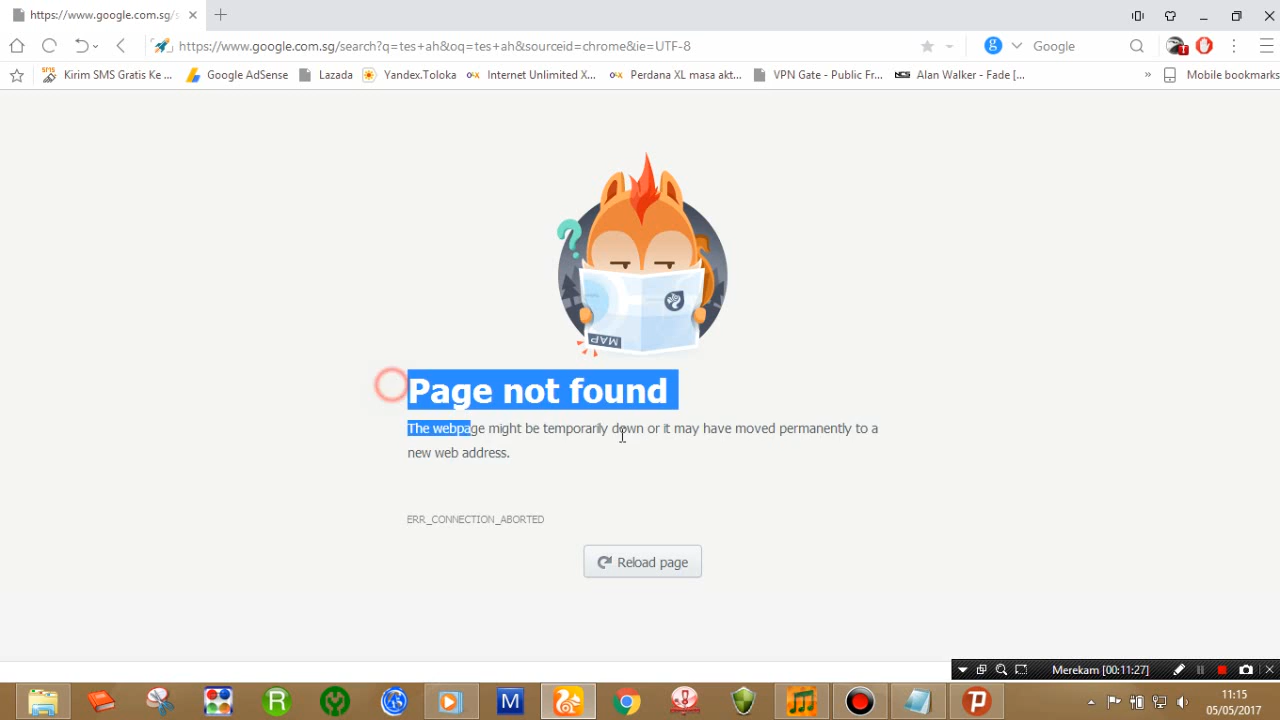 https://www.google.com.sg/s
https://www.google.com.sg/search?q=tes+ah&oq=tes+ah&sourceid=chrome&ie=UTF-8
Google
Kirim SMS Gratis Ke ...
Google AdSense
Lazada
Yandex.Toloka
Internet Unlimited X...
Perdana XL masa akt...
VPN Gate - Public Fr...
Alan Walker - Fade [...
»
Mobile bookmarks
MAP
Page not found
The webpage might be temporarily down or it may have moved permanently to a
new web address.
ERR_CONNECTION_ABORTED
Reload page
Merekam [00:11:27]
11:15
05/05/2017